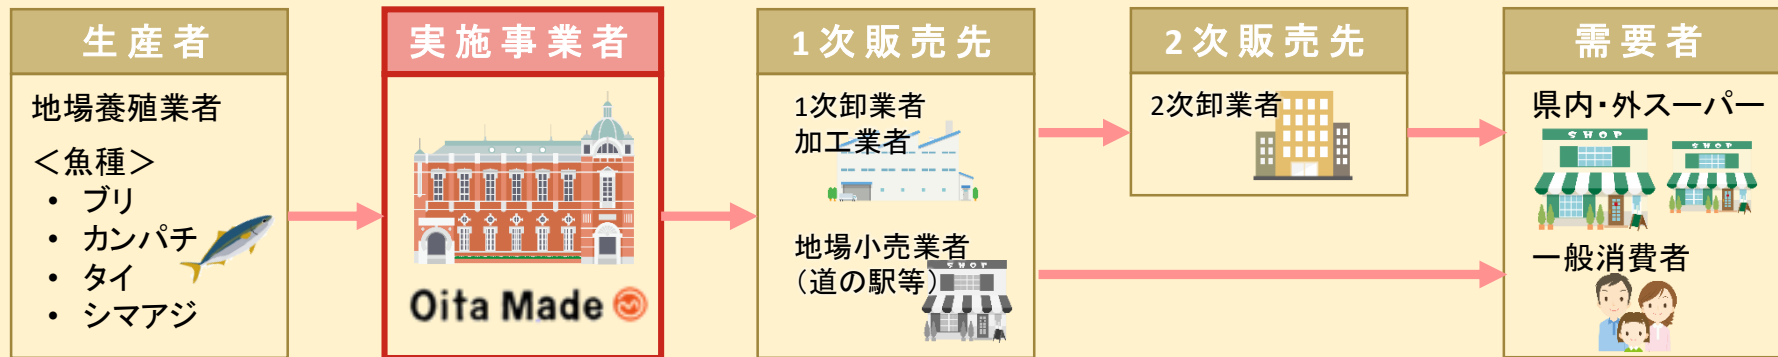 生産者
地場養殖業者
＜魚種＞
• ブリ
• カンパチ
• タイ
• シマアジ
実施事業者
Oita Made
1次販売先
1次卸業者
加工業者
地場小売業者
（道の駅等）
SHOP
2次販売先
2次卸業者
需要者
県内・外スーパー
SHOP
SHOP
一般消費者